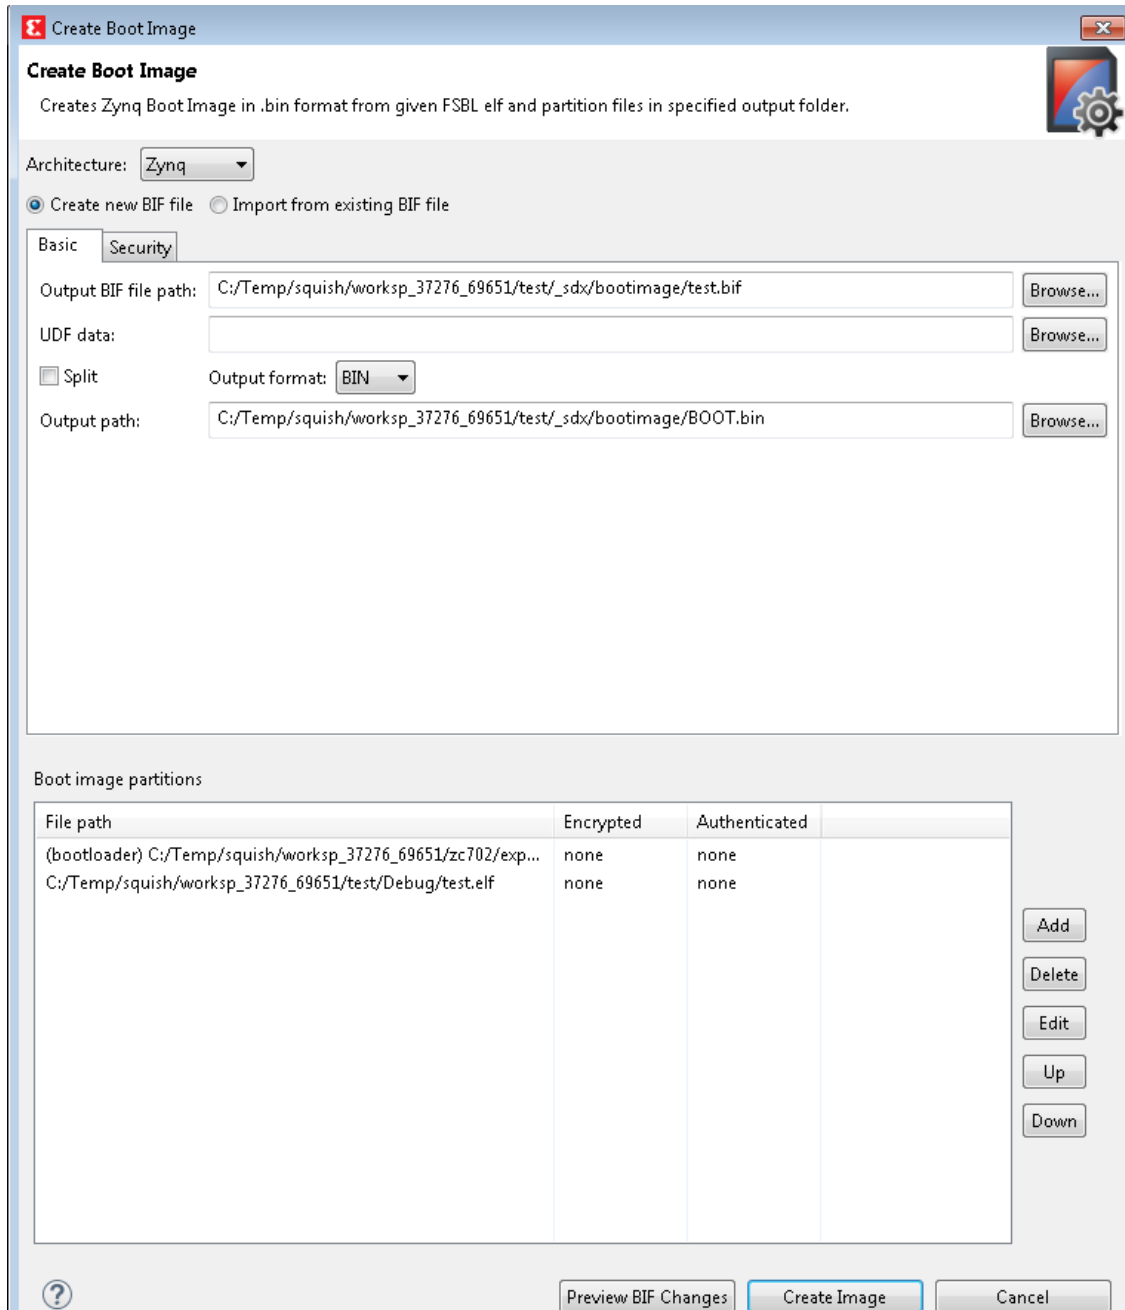 Create Boot Image
Create Boot Image
Creates Zynq Boot Image in .bin format from given FSBL elf and partition files in specified output folder.
Architecture: Zynq
Create new BIF file Import from existing BIF file
Basic Security
Output BIF file path: C:/Temp/squish/worksp_37276_69651/test/_sdx/bootimage/test.bif Browse...
UDF data: Browse...
Split Output format: BIN
Output path: C:/Temp/squish/worksp_37276_69651/test/_sdx/bootimage/BOOT.bin Browse...
Boot image partitions
File path Encrypted Authenticated
(bootloader) C:/Temp/squish/worksp_37276_69651/zc702/exp... none none
C:/Temp/squish/worksp_37276_69651/test/Debug/test.elf none none
Add
Delete
Edit
Up
Down
? Preview BIF Changes Create Image Cancel